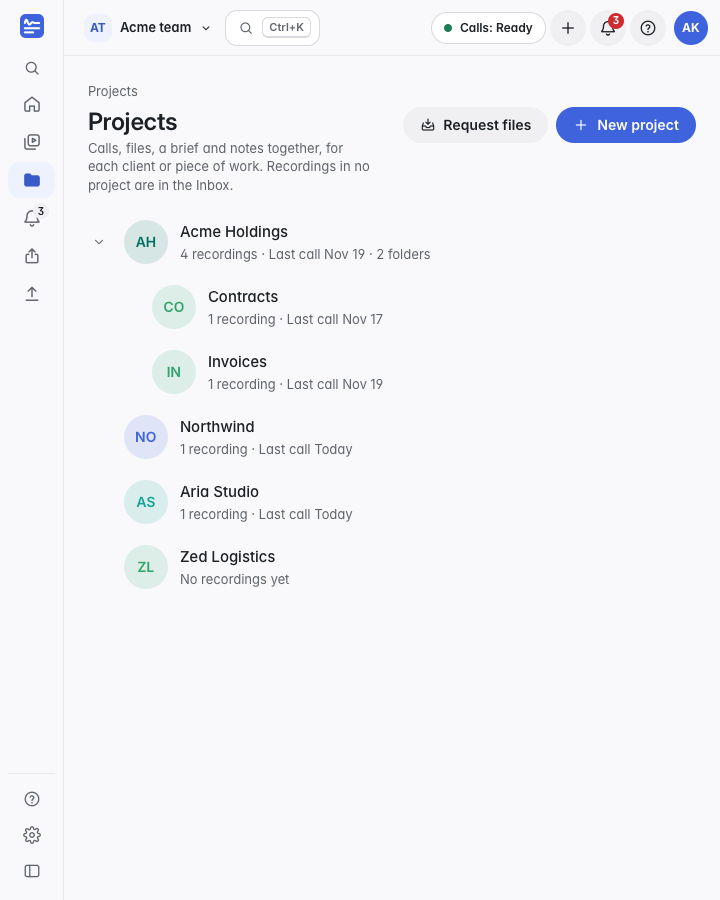 AT Acme team Ctrl+K Calls: Ready 3 AK
Projects
Projects
Request files
New project
Calls, files, a brief and notes together, for
each client or piece of work. Recordings in no
project are in the Inbox.
3
AH Acme Holdings
4 recordings · Last call Nov 19 · 2 folders
CO Contracts
1 recording · Last call Nov 17
IN Invoices
1 recording · Last call Nov 19
NO Northwind
1 recording · Last call Today
AS Aria Studio
1 recording · Last call Today
ZL Zed Logistics
No recordings yet